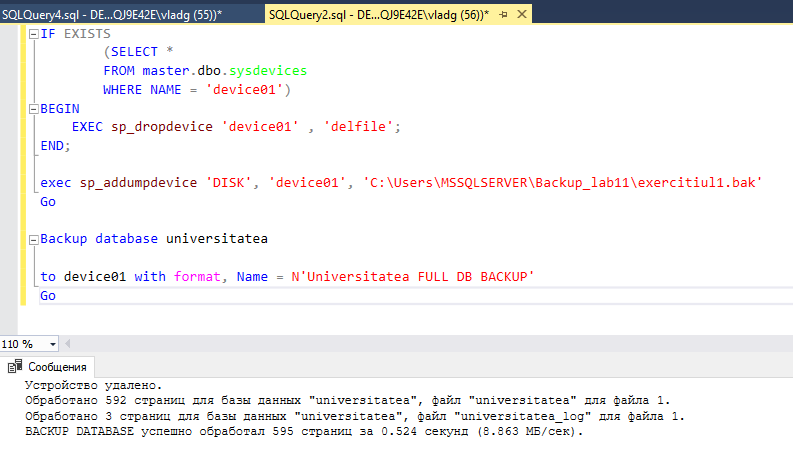 SQLQuery4.sql - DE...QJ9E42E\vladg (55))*
SQLQuery2.sql - DE...QJ9E42E\vladg (56))*
IF EXISTS
(SELECT *
FROM master.dbo.sysdevices
WHERE NAME = 'device01')
BEGIN
EXEC sp_dropdevice 'device01' , 'delfile';
END;
exec sp_addumpdevice 'DISK', 'device01', 'C:\Users\MSSQLSERVER\Backup_lab11\exercitiul1.bak'
Go
Backup database universitatea
to device01 with format, Name = N'Universitatea FULL DB BACKUP'
Go
110 %
Сообщения
Устройство удалено.
Обработано 592 страниц для базы данных "universitatea", файл "universitatea" для файла 1.
Обработано 3 страниц для базы данных "universitatea", файл "universitatea_log" для файла 1.
BACKUP DATABASE успешно обработал 595 страниц за 0.524 секунд (8.863 МБ/сек).